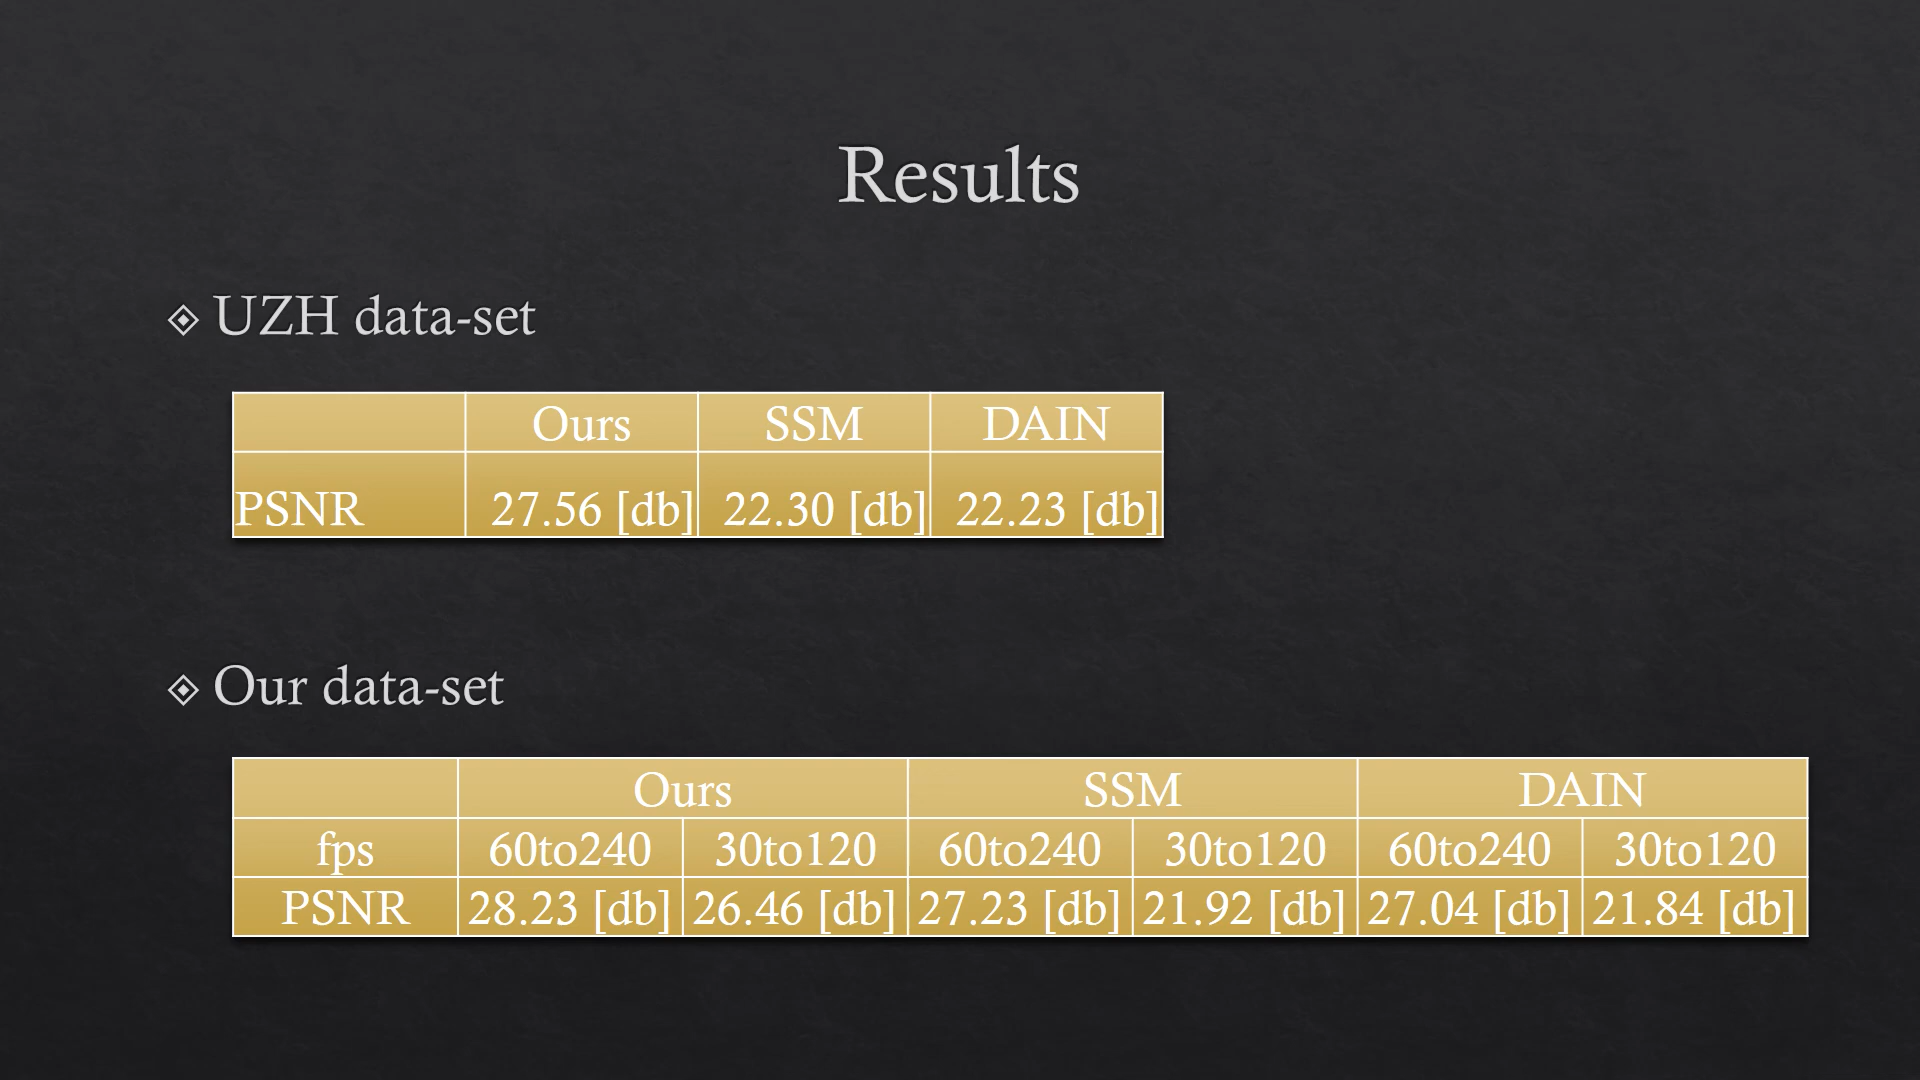 Results
UZH data-set
Ours SSM DAIN
PSNR 27.56 [db] 22.30 [db] 22.23 [db]
Our data-set
Ours SSM DAIN
fps 60to240 30to120 60to240 30to120 60to240 30to120
PSNR 28.23 [db] 26.46 [db] 27.23 [db] 21.92 [db] 27.04 [db] 21.84 [db]